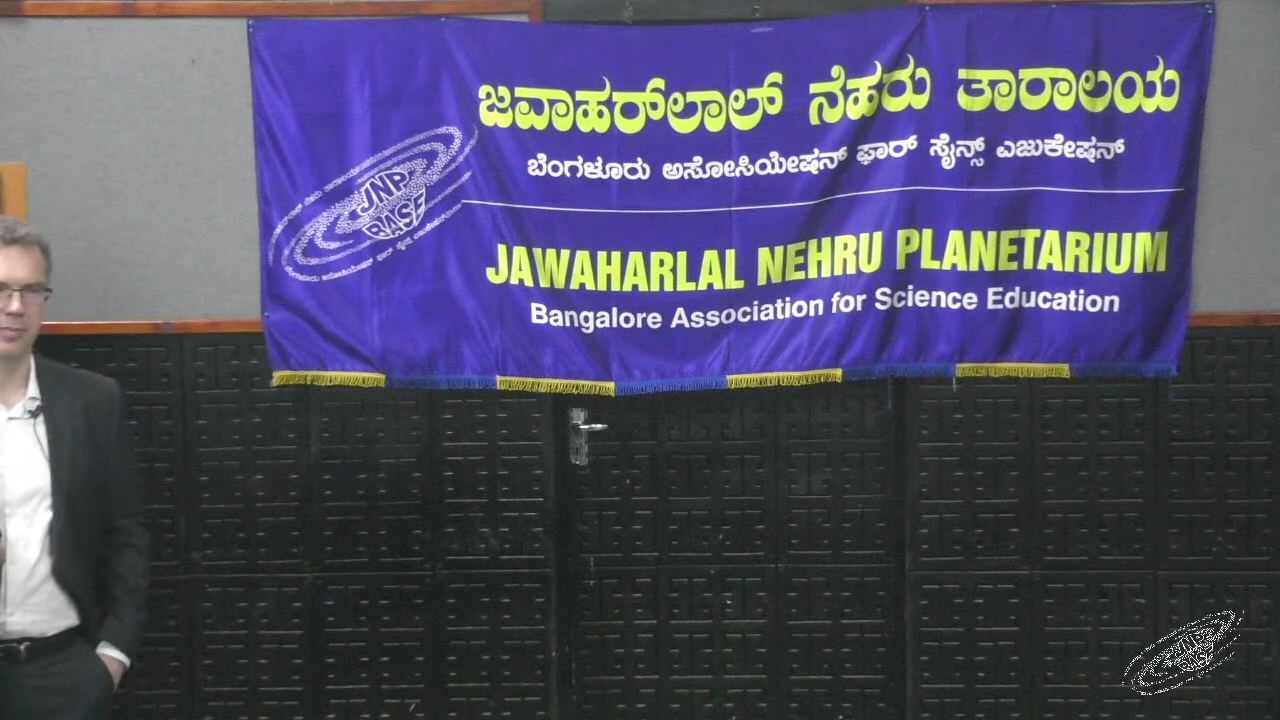 ಜವಾಹರ್‌ಲಾಲ್ ನೆಹರು ತಾರಾಲಯ
ಬೆಂಗಳೂರು ಅಸೋಸಿಯೇಷನ್ ಫಾರ್ ಸೈನ್ಸ್ ಎಜುಕೇಷನ್
JNP
BASE
JAWAHARLAL NEHRU PLANETARIUM
Bangalore Association for Science Education